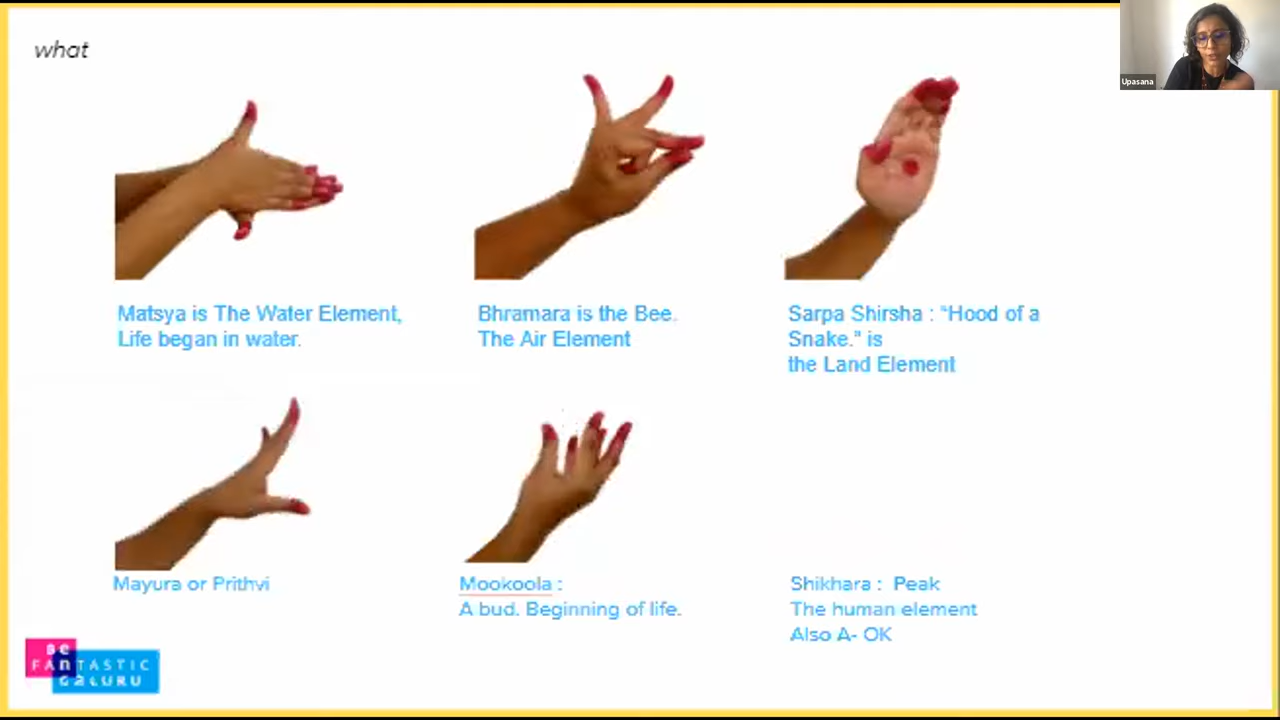 what
Upasana
Matsya is The Water Element,
Life began in water.
Bhramara is the Bee.
The Air Element
Sarpa Shirsha : “Hood of a
Snake.” is
the Land Element
Mayura or Prithvi
Mookoola :
A bud. Beginning of life.
Shikhara : Peak
The human element
Also A- OK
BE
FANTASTIC
GALURU